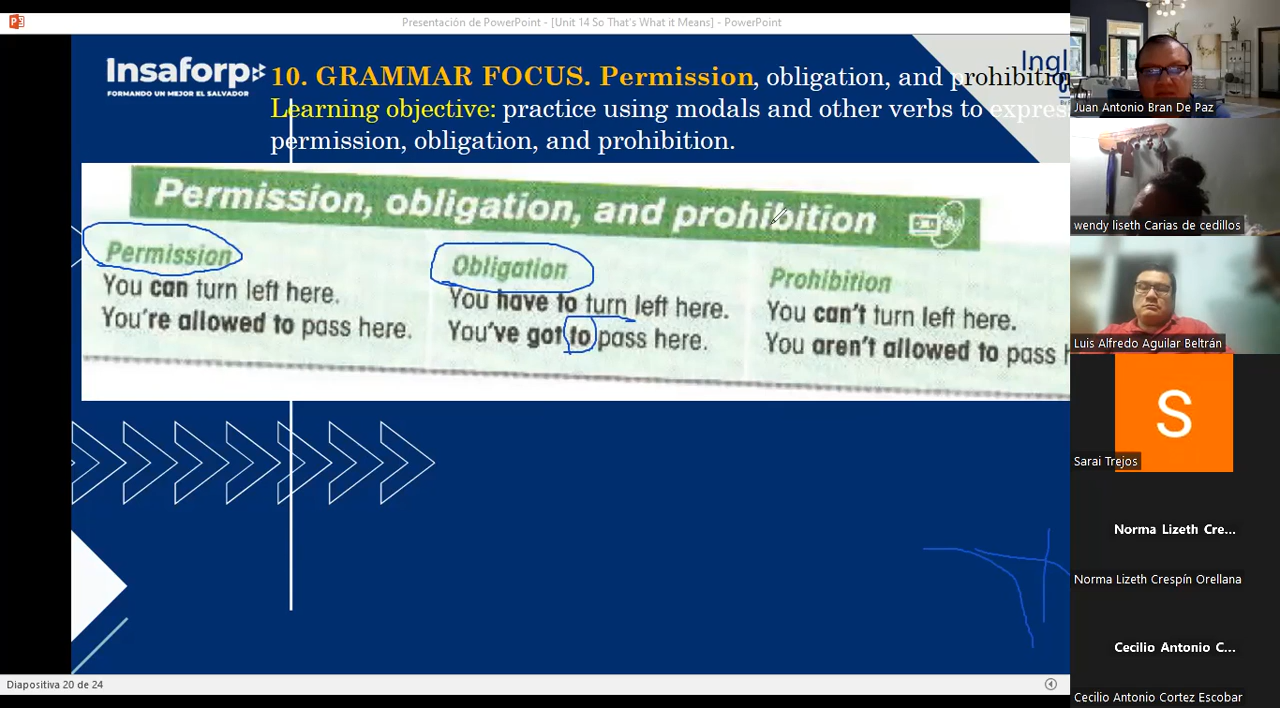 Presentación de PowerPoint - [Unit 14 So That's What it Means] - PowerPoint
Insaforp
FORMANDO UN MEJOR EL SALVADOR
Ingl
10. GRAMMAR FOCUS. Permission, obligation, and prohibitio
Learning objective: practice using modals and other verbs to expres
permission, obligation, and prohibition.
Permission, obligation, and prohibition
Permission
You can turn left here.
You're allowed to pass here.
Obligation
You have to turn left here.
You've got to pass here.
Prohibition
You can't turn left here.
You aren't allowed to pass h
Diapositiva 20 de 24
Juan Antonio Bran De Paz
wendy liseth Carias de cedillos
Luis Alfredo Aguilar Beltrán
S
Sarai Trejos
Norma Lizeth Cre...
Norma Lizeth Crespín Orellana
Cecilio Antonio C...
Cecilio Antonio Cortez Escobar